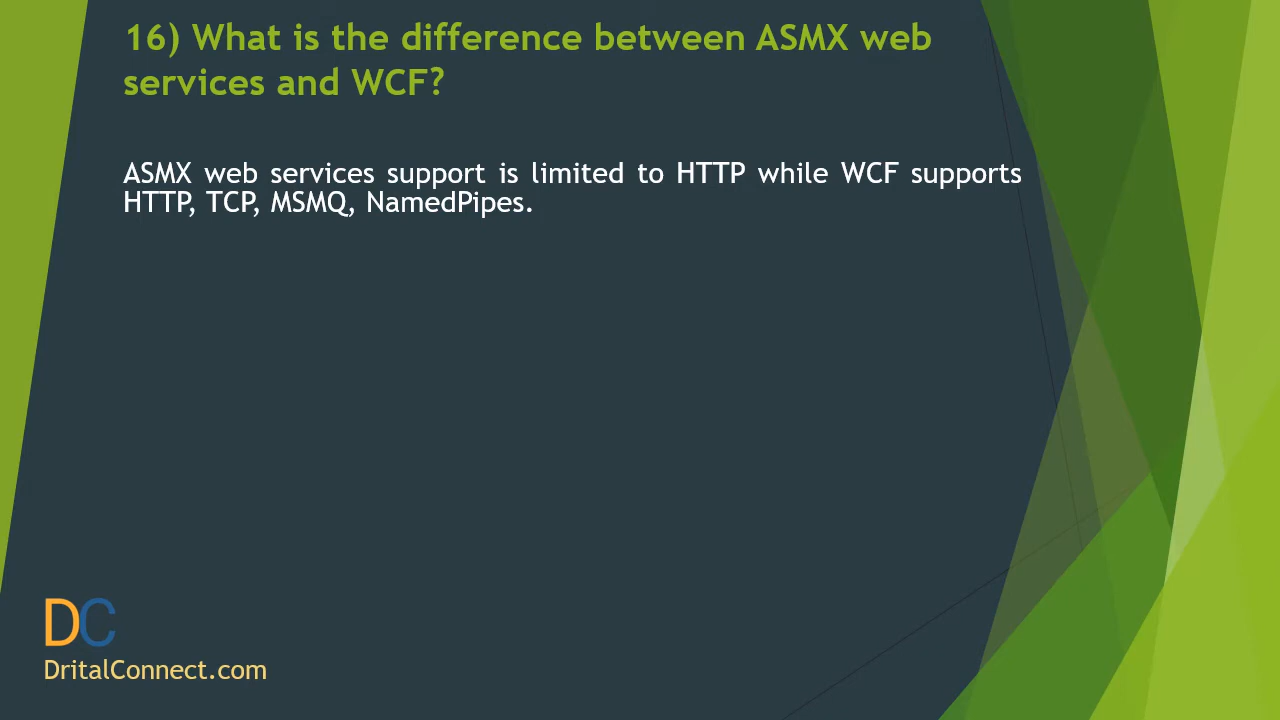 16) What is the difference between ASMX web
services and WCF?
ASMX web services support is limited to HTTP while WCF supports
HTTP, TCP, MSMQ, NamedPipes.
DC
DritalConnect.com